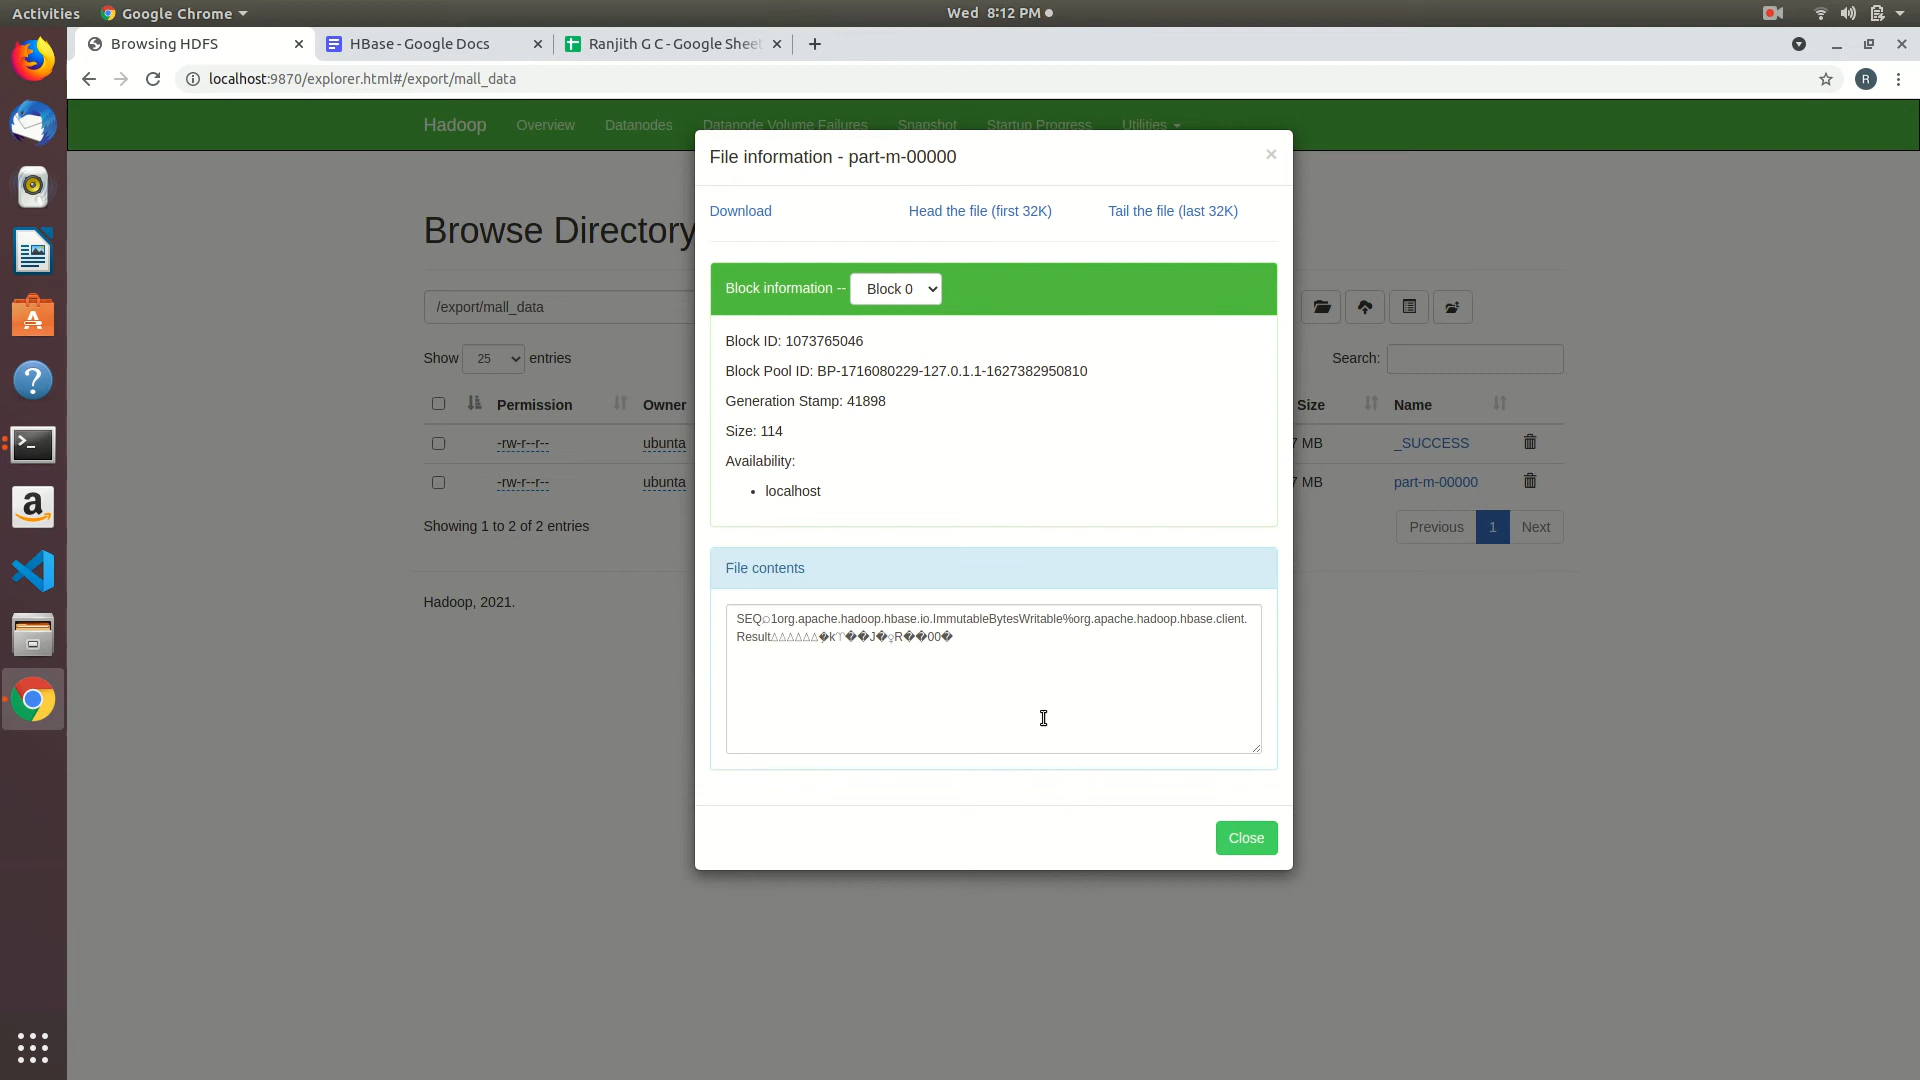 Activities
Google Chrome
Wed 8:12 PM
Browsing HDFS
HBase - Google Docs
Ranjith G C - Google Sheet
localhost:9870/explorer.html#/export/mall_data
R
Hadoop
Overview
Datanodes
Datanode Volume Failures
Snapshot
Startup Progress
Utilities
File information - part-m-00000
×
Download
Head the file (first 32K)
Tail the file (last 32K)
Browse Directory
Block information --
Block 0
/export/mall_data
Block ID: 1073765046
Show 25 entries
Search:
Block Pool ID: BP-1716080229-127.0.1.1-1627382950810
Permission
Owner
Generation Stamp: 41898
Size
Name
Size: 114
-rw-r--r--
ubunta
7 MB
_SUCCESS
Availability:
-rw-r--r--
ubunta
7 MB
part-m-00000
localhost
Showing 1 to 2 of 2 entries
Previous
1
Next
File contents
Hadoop, 2021.
SEQ1org.apache.hadoop.hbase.io.ImmutableBytesWritable%org.apache.hadoop.hbase.client.
Result
Close